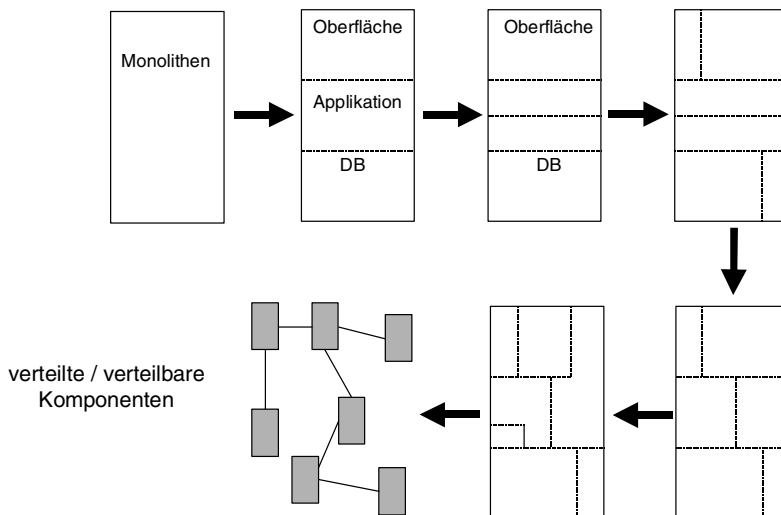 Oberfläche
Oberfläche
Monolithen
Applikation
DB
DB
verteilte / verteilbare
Komponenten